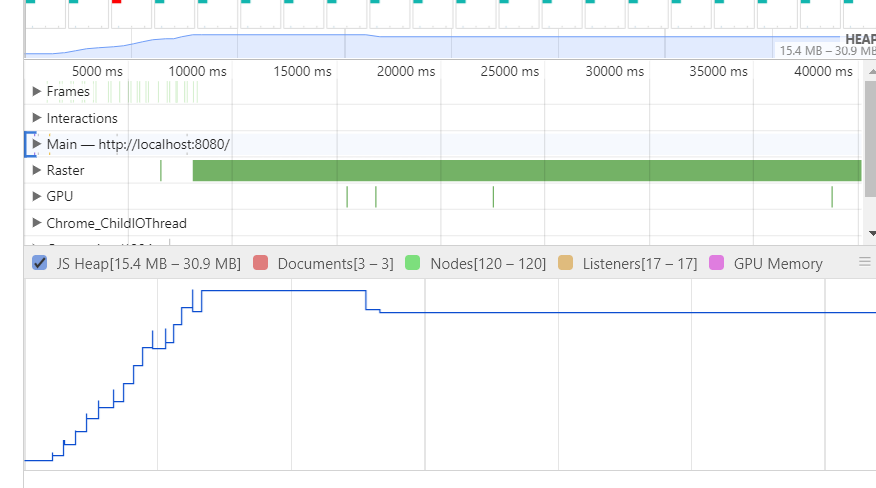 HEAP
15.4 MB – 30.9 MB
5000 ms 10000 ms 15000 ms 20000 ms 25000 ms 30000 ms 35000 ms 40000 ms
Frames
Interactions
Main — http://localhost:8080/
Raster
GPU
Chrome_ChildIOThread
JS Heap[15.4 MB – 30.9 MB] Documents[3 – 3] Nodes[120 – 120] Listeners[17 – 17] GPU Memory